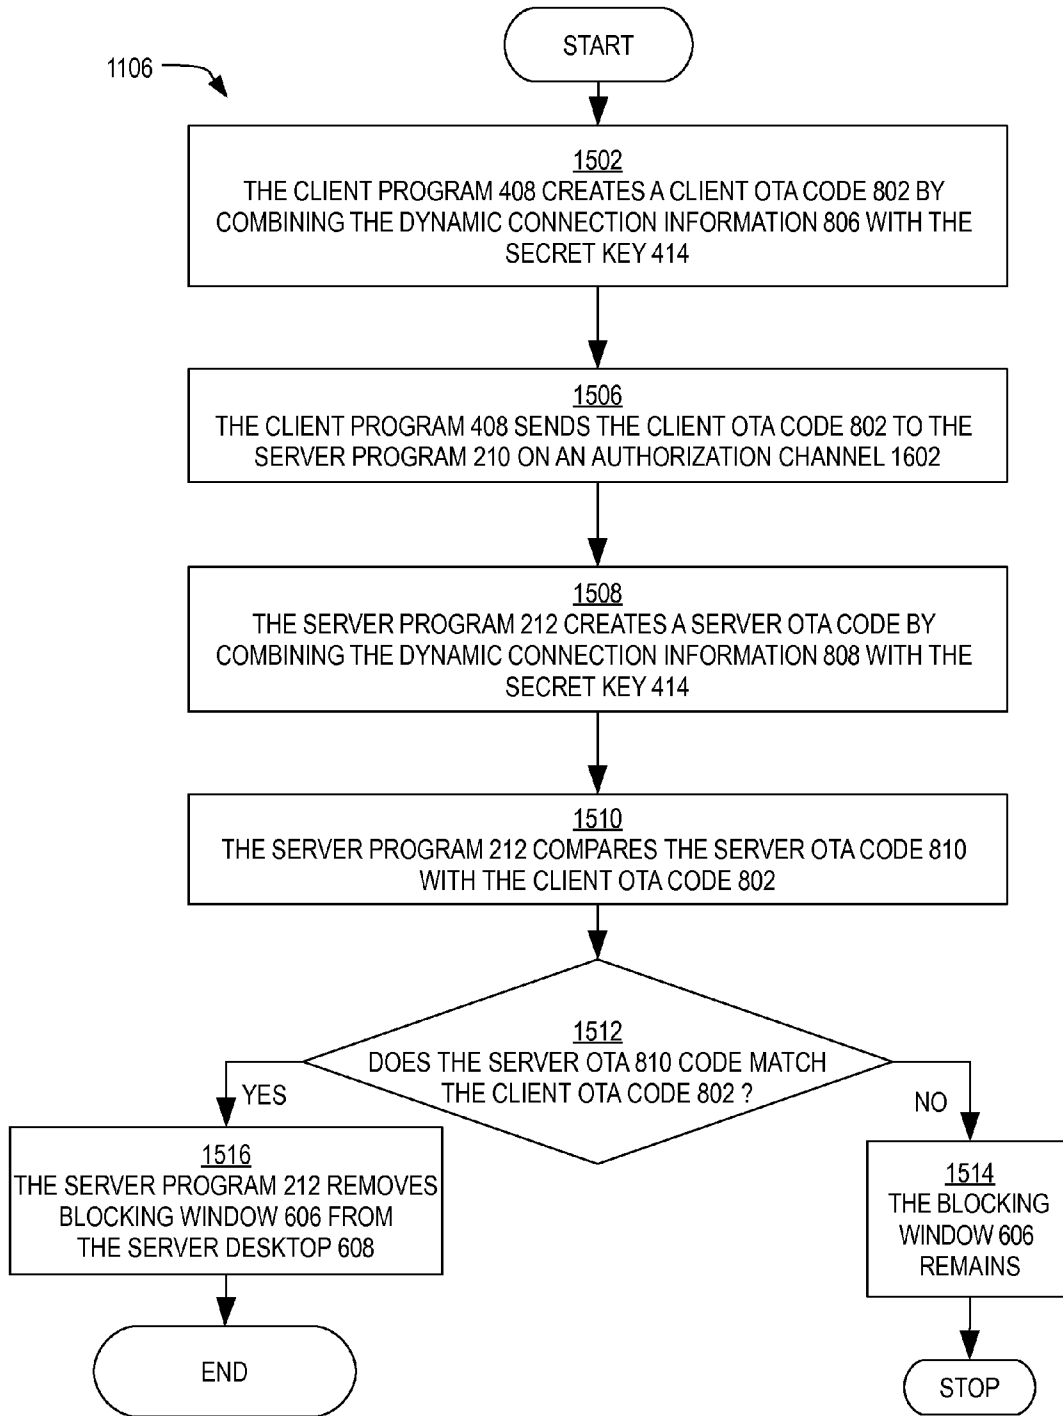 START
1106
1502
THE CLIENT PROGRAM 408 CREATES A CLIENT OTA CODE 802 BY
COMBINING THE DYNAMIC CONNECTION INFORMATION 806 WITH THE
SECRET KEY 414
1506
THE CLIENT PROGRAM 408 SENDS THE CLIENT OTA CODE 802 TO THE
SERVER PROGRAM 210 ON AN AUTHORIZATION CHANNEL 1602
1508
THE SERVER PROGRAM 212 CREATES A SERVER OTA CODE BY
COMBINING THE DYNAMIC CONNECTION INFORMATION 808 WITH THE
SECRET KEY 414
1510
THE SERVER PROGRAM 212 COMPARES THE SERVER OTA CODE 810
WITH THE CLIENT OTA CODE 802
1512
DOES THE SERVER OTA 810 CODE MATCH
THE CLIENT OTA CODE 802 ?
YES
NO
1516
THE SERVER PROGRAM 212 REMOVES
BLOCKING WINDOW 606 FROM
THE SERVER DESKTOP 608
1514
THE BLOCKING
WINDOW 606
REMAINS
END
STOP